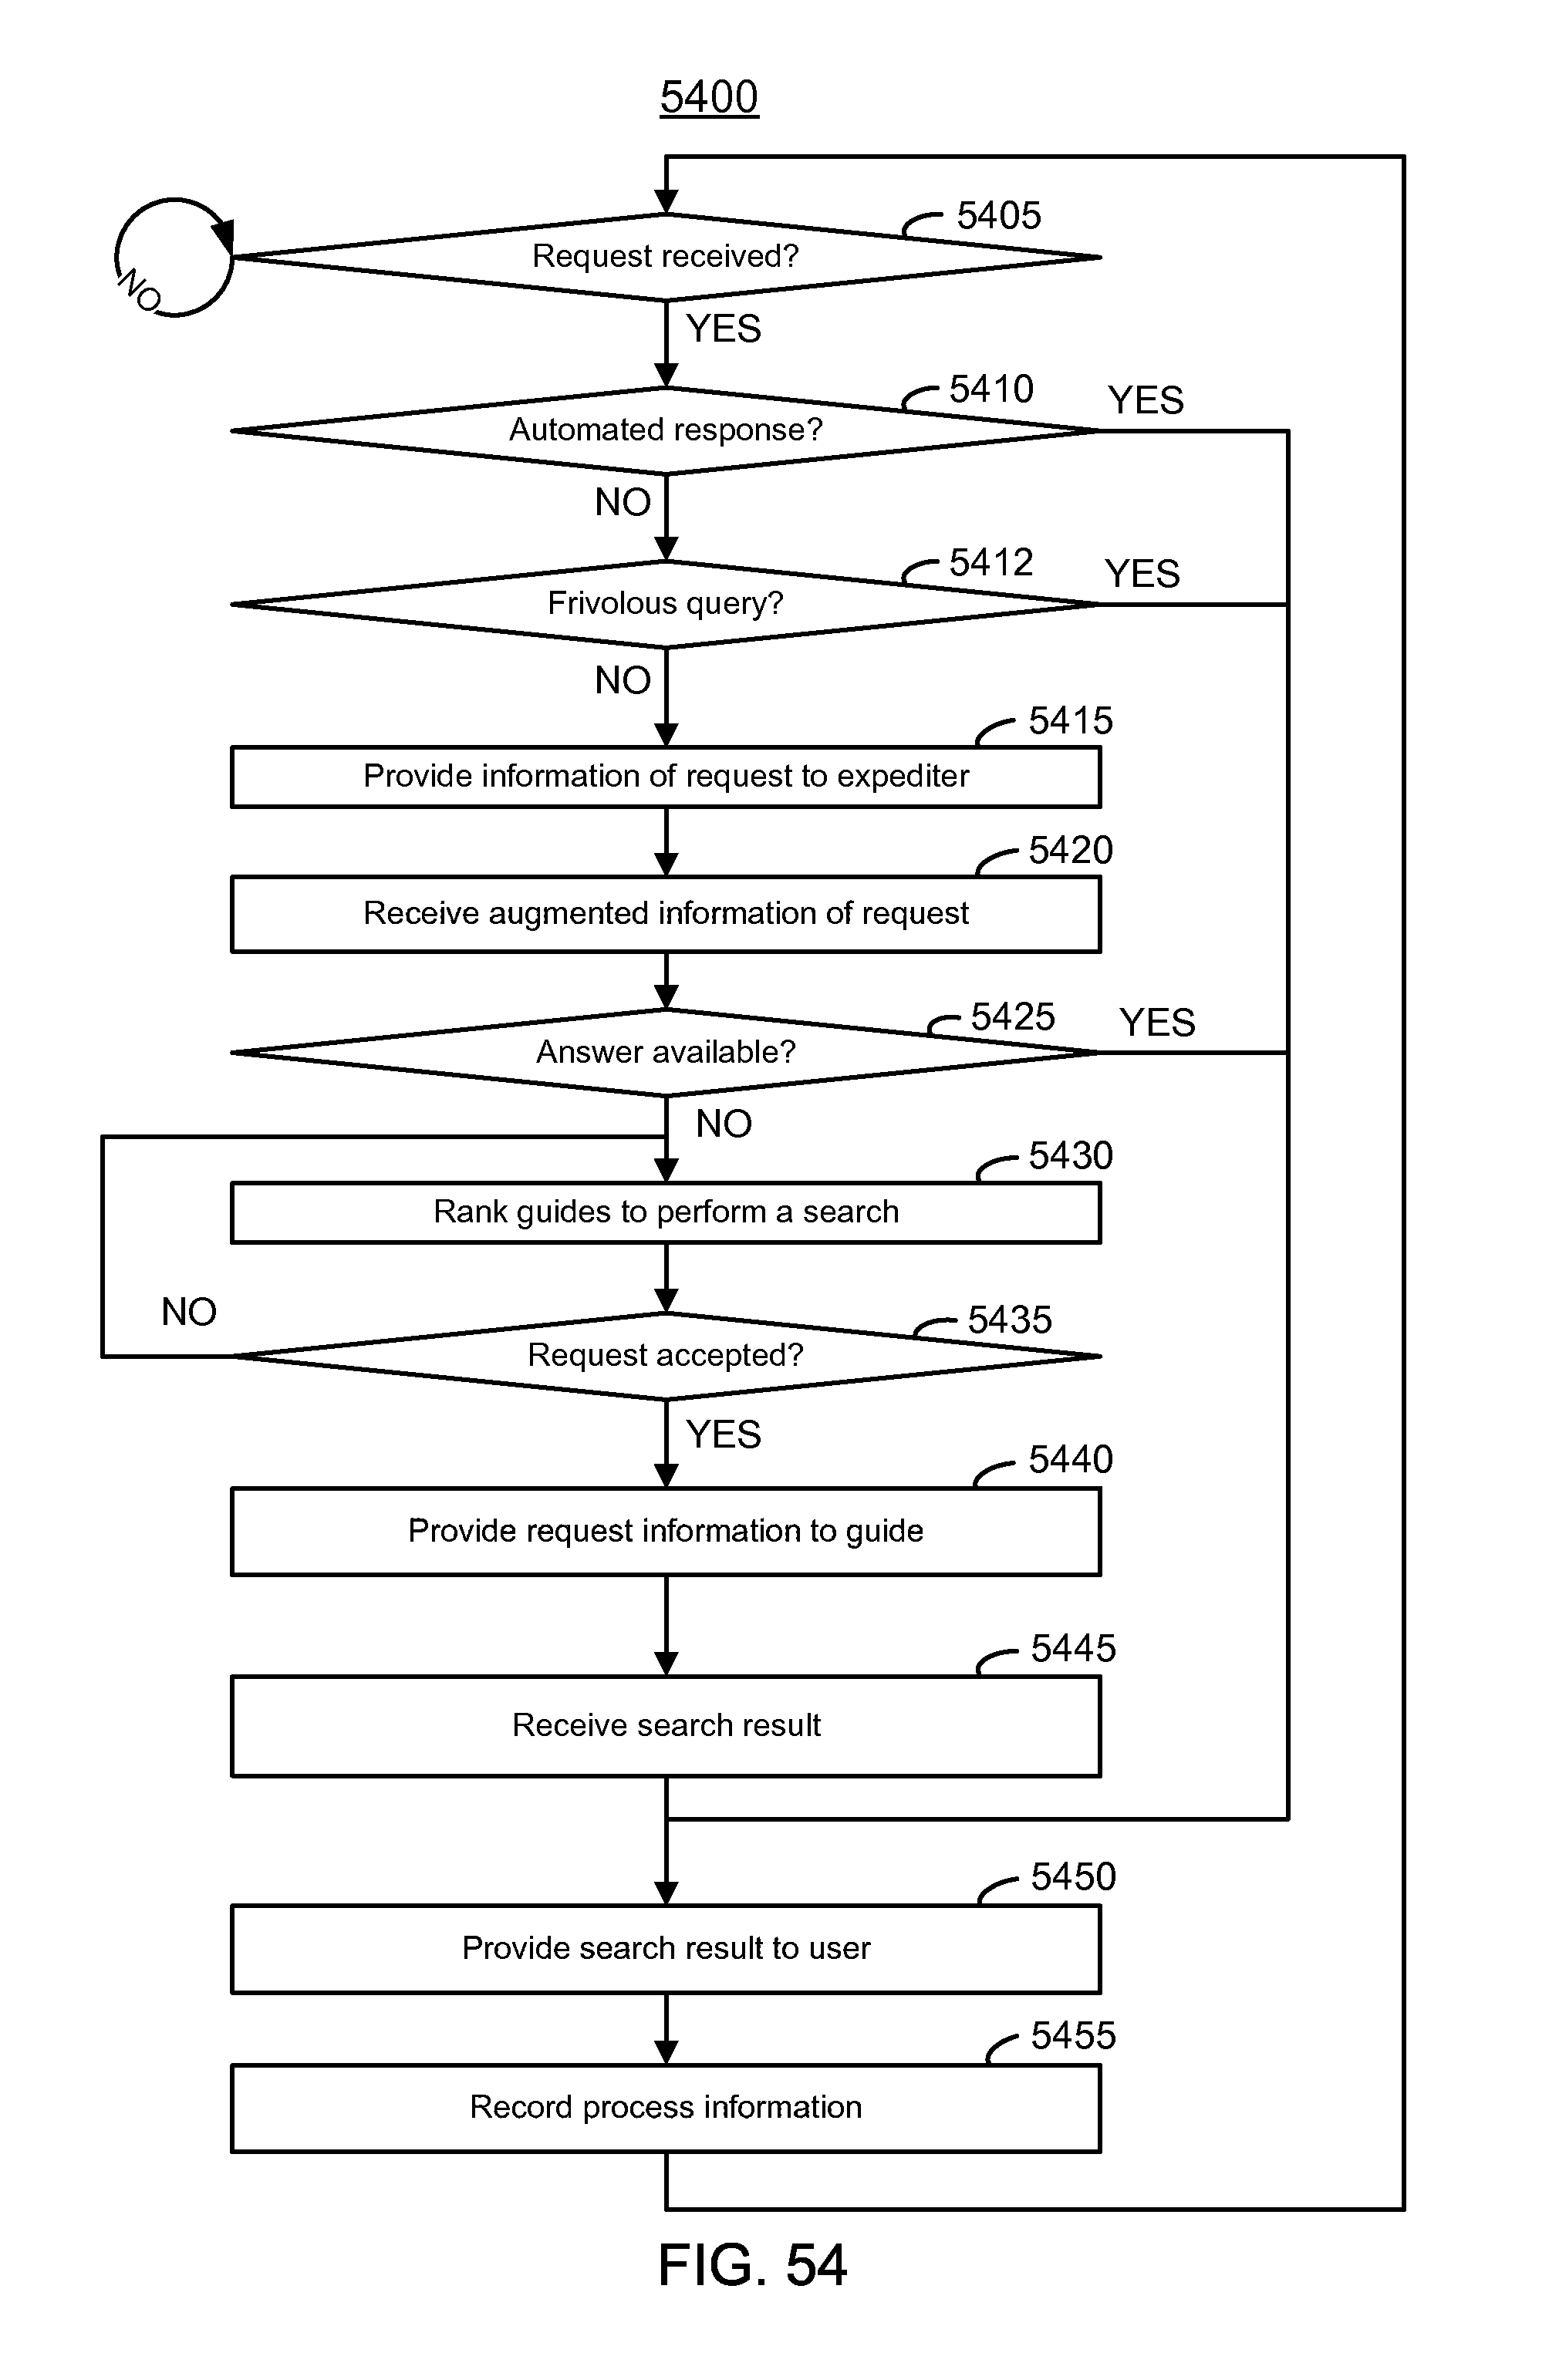 5400
5405
Request received?
NO
YES
5410
YES
Automated response?
NO
5412
YES
Frivolous query?
NO
5415
Provide information of request to expediter
5420
Receive augmented information of request
5425
YES
Answer available?
NO
5430
Rank guides to perform a search
NO
5435
Request accepted?
YES
5440
Provide request information to guide
5445
Receive search result
5450
Provide search result to user
5455
Record process information
FIG. 54